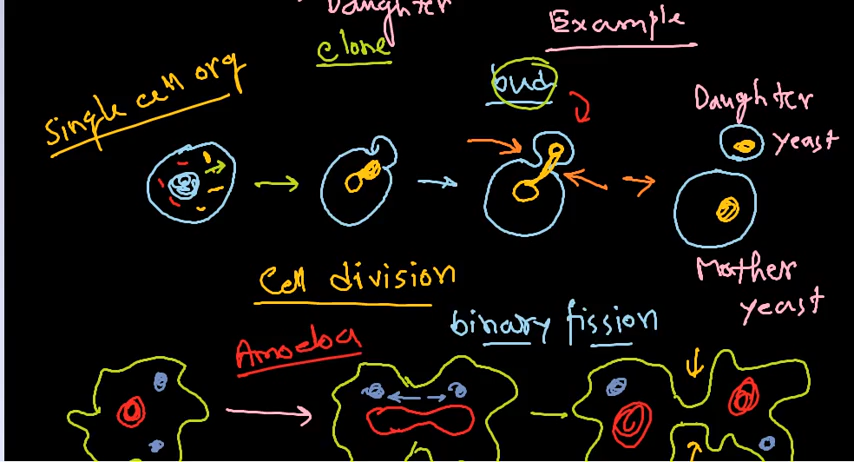 Daughter
Example
clone
Single cell org
bud
Daughter
yeast
Mother
yeast
Cell division
binary fission
Amoeba